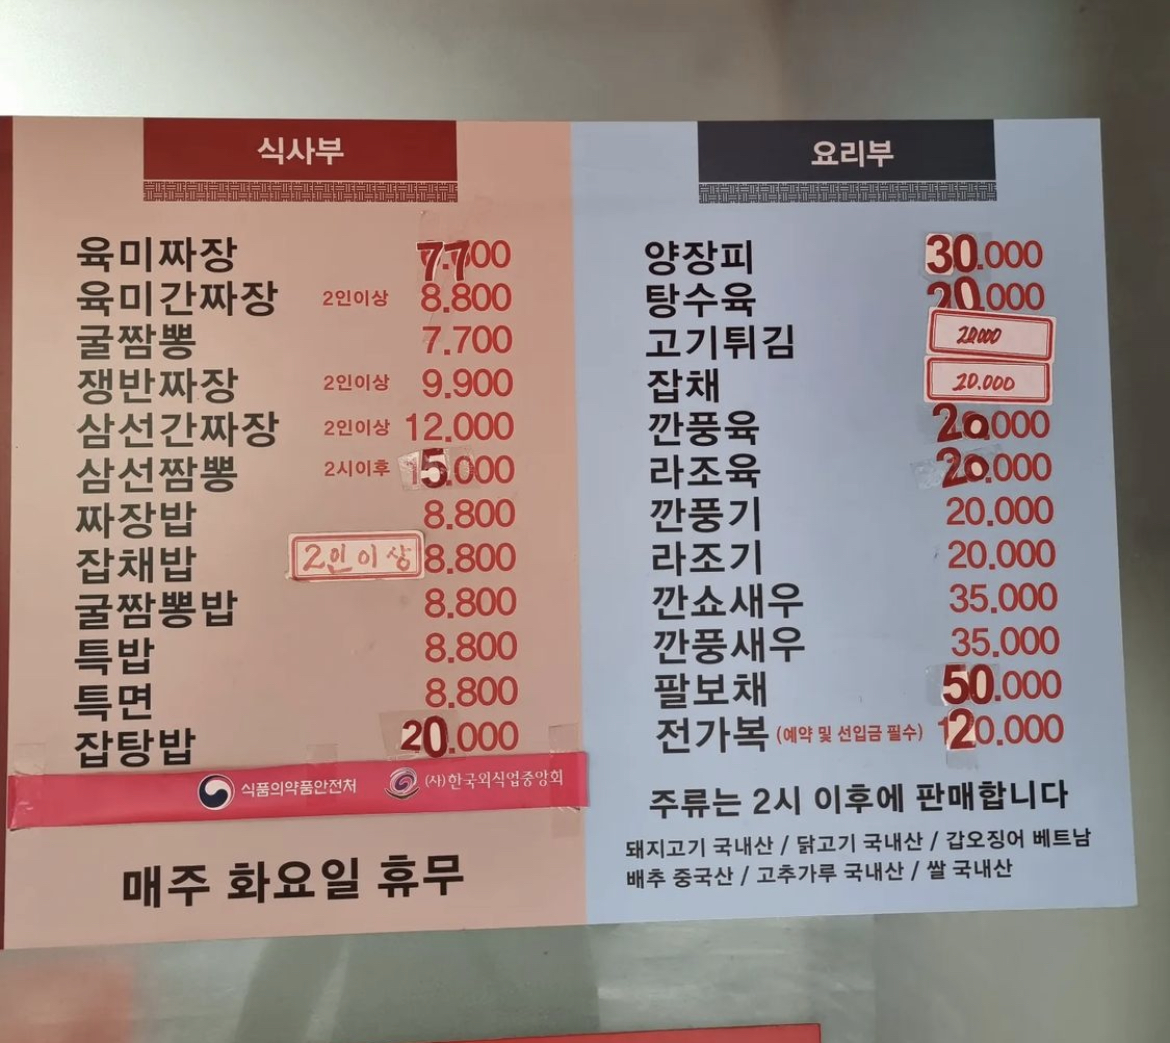 식사부
육미짜장 7.700
육미간짜장 2인이상 8.800
굴짬뽕 7.700
쟁반짜장 2인이상 9.900
삼선간짜장 2인이상 12.000
삼선짬뽕 2시이후 15.000
짜장밥 8.800
잡채밥 2인이상 8.800
굴짬뽕밥 8.800
특밥 8.800
특면 8.800
잡탕밥 20.000
식품의약품안전처 (사)한국외식업중앙회
매주 화요일 휴무
요리부
양장피 30.000
탕수육 20.000
고기튀김 20.000
잡채 20.000
깐풍육 20.000
라조육 20.000
깐풍기 20.000
라조기 20.000
깐쇼새우 35.000
깐풍새우 35.000
팔보채 50.000
전가복 (예약 및 선입금 필수) 120.000
주류는 2시 이후에 판매합니다
돼지고기 국내산 / 닭고기 국내산 / 갑오징어 베트남
배추 중국산 / 고추가루 국내산 / 쌀 국내산